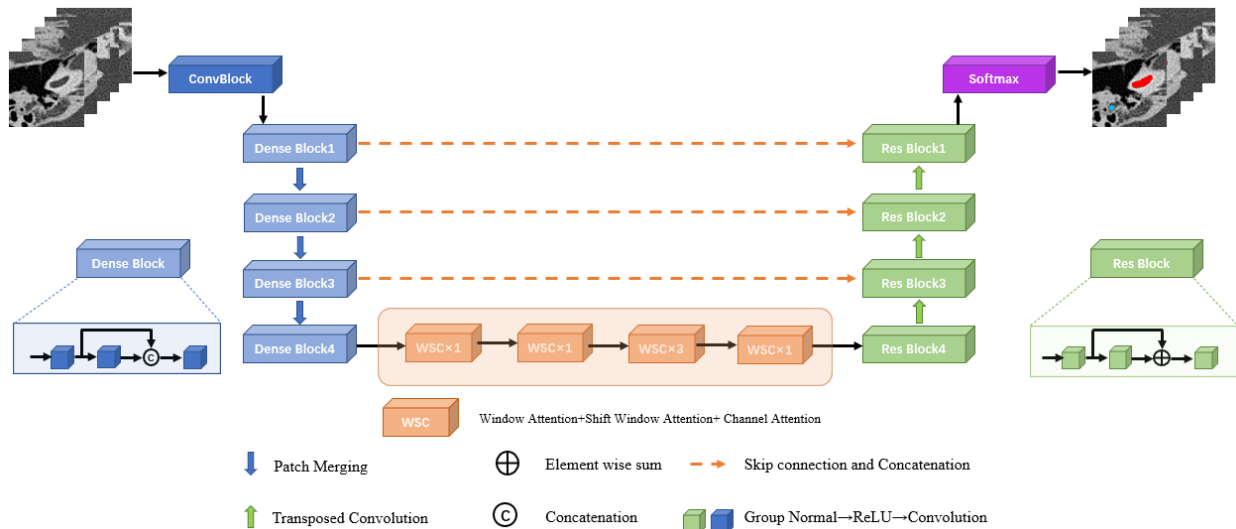 ConvBlock
Softmax
Dense Block1
Res Block1
Dense Block2
Res Block2
Dense Block
Dense Block3
Res Block3
Res Block
Dense Block4
WSC×1
WSC×1
WSC×3
WSC×1
Res Block4
C
WSC
Window Attention+Shift Window Attention+ Channel Attention
Patch Merging
Element wise sum
Skip connection and Concatenation
Transposed Convolution
C
Concatenation
Group Normal→ReLU→Convolution